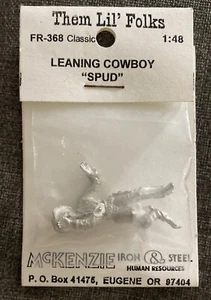 Them Lil' Folks
FR-368 Classic 1:48
LEANING COWBOY
"SPUD"
MCKENZIE IRON & STEEL
HUMAN RESOURCES
P. O. Box 41475, EUGENE OR 97404